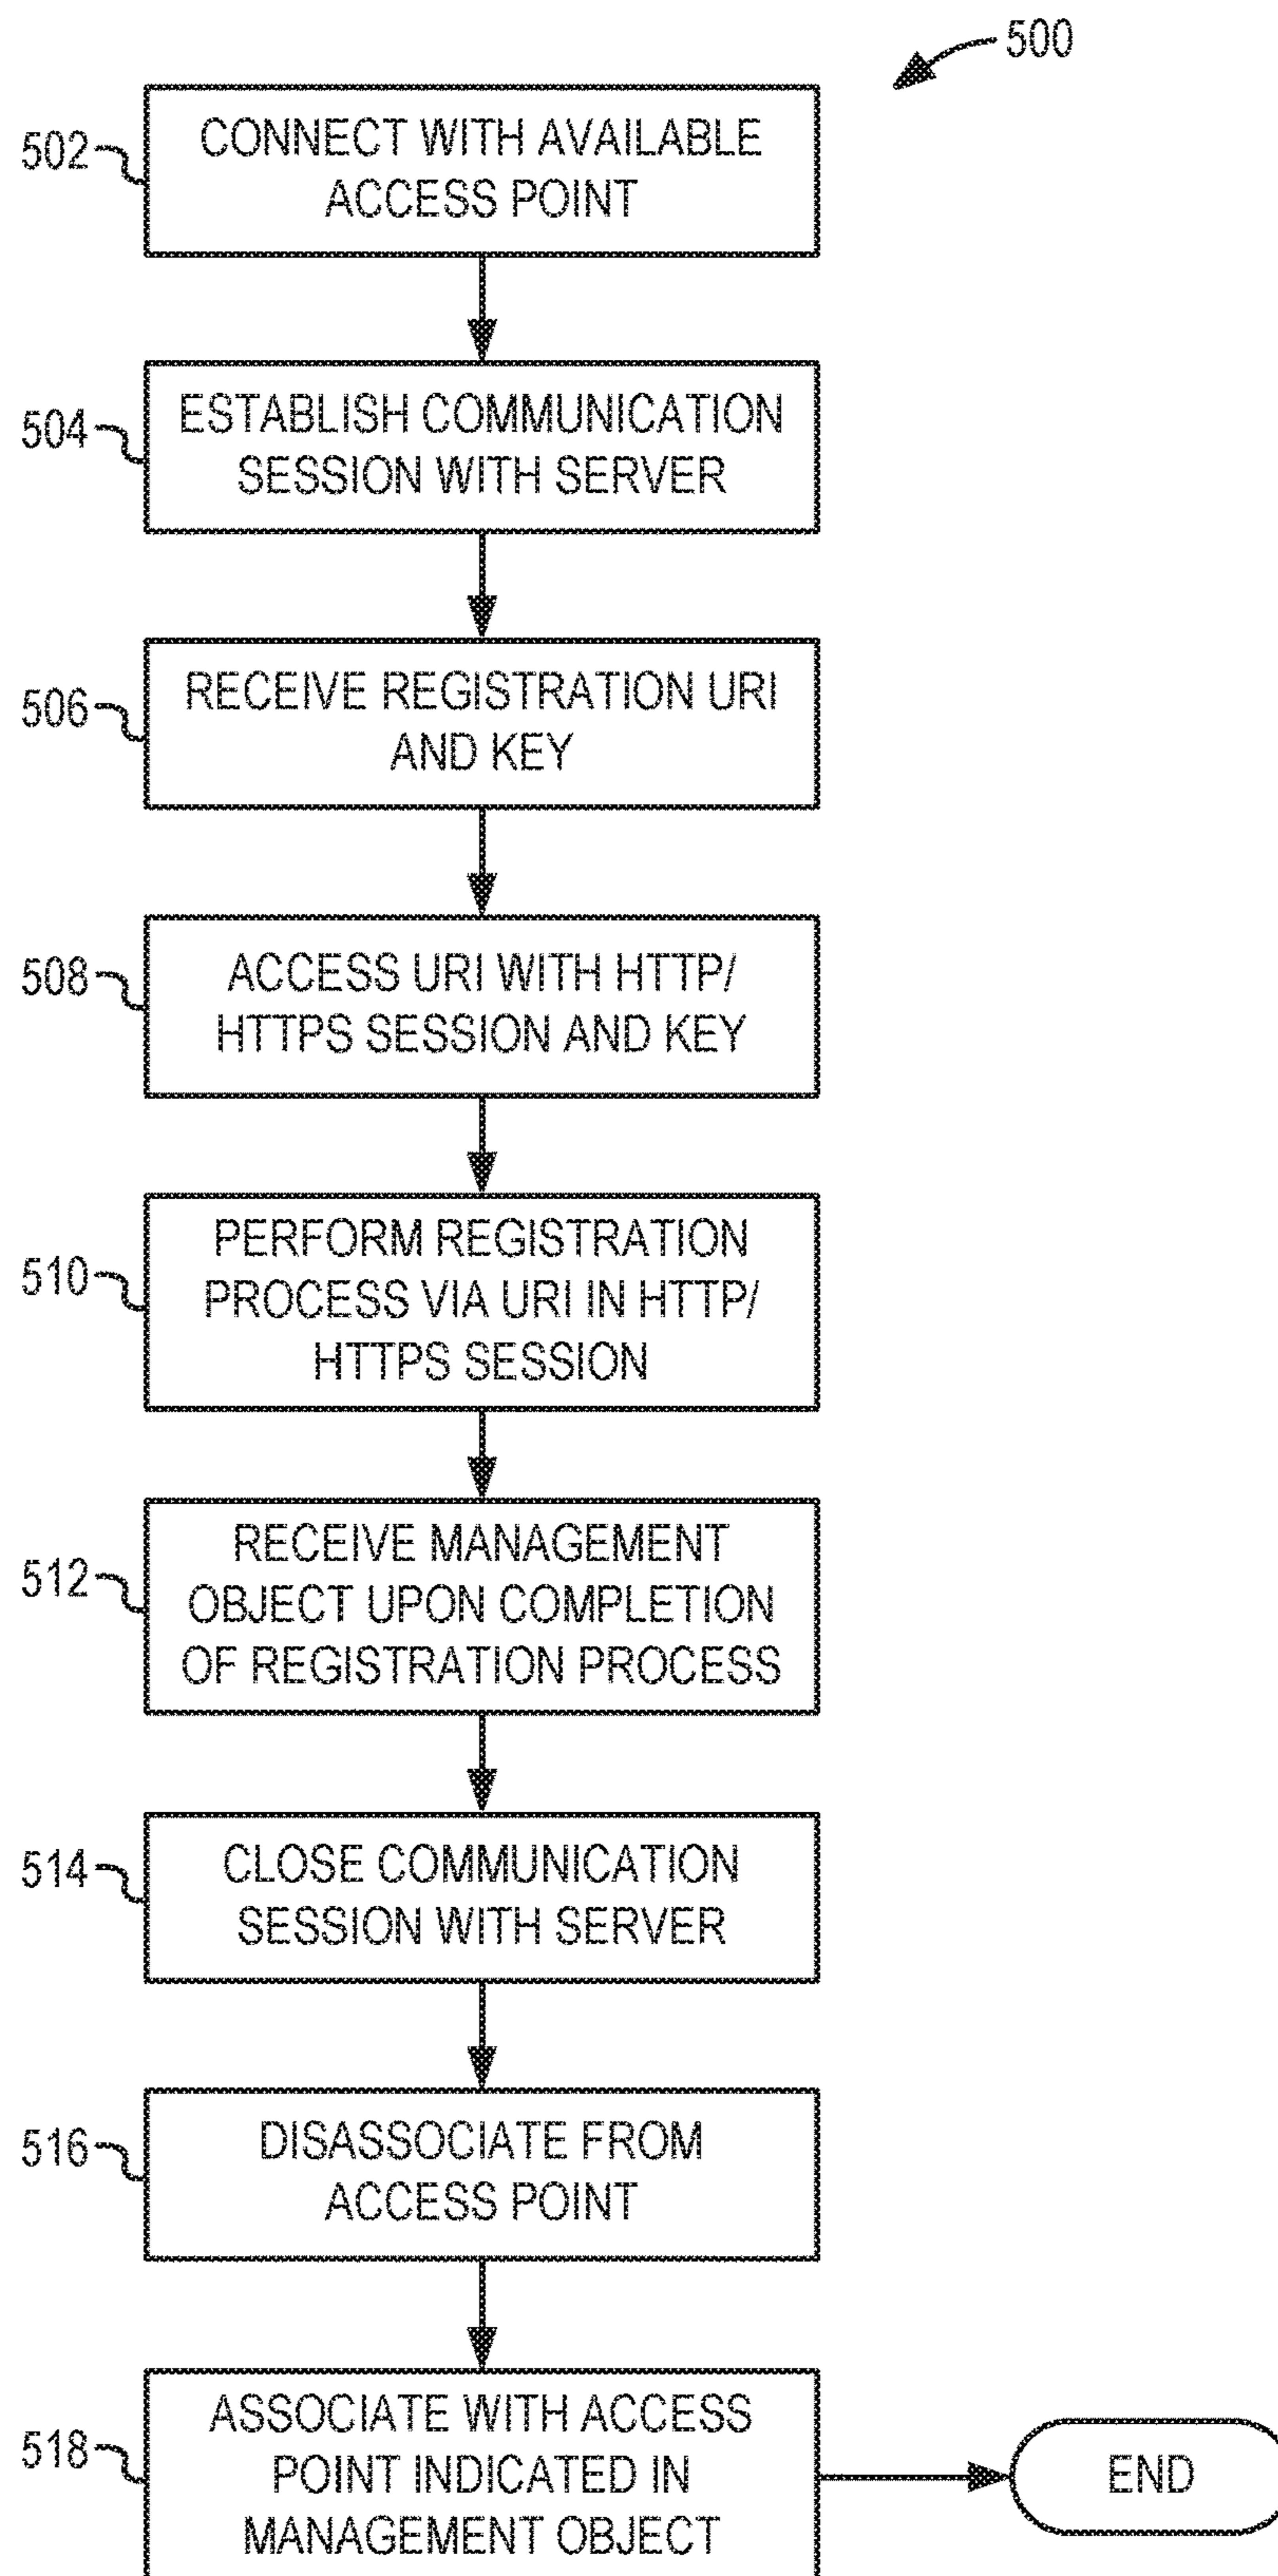 500
502
CONNECT WITH AVAILABLE
ACCESS POINT
504
ESTABLISH COMMUNICATION
SESSION WITH SERVER
506
RECEIVE REGISTRATION URI
AND KEY
508
ACCESS URI WITH HTTP/
HTTPS SESSION AND KEY
510
PERFORM REGISTRATION
PROCESS VIA URI IN HTTP/
HTTPS SESSION
512
RECEIVE MANAGEMENT
OBJECT UPON COMPLETION
OF REGISTRATION PROCESS
514
CLOSE COMMUNICATION
SESSION WITH SERVER
516
DISASSOCIATE FROM
ACCESS POINT
518
ASSOCIATE WITH ACCESS
POINT INDICATED IN
MANAGEMENT OBJECT
END